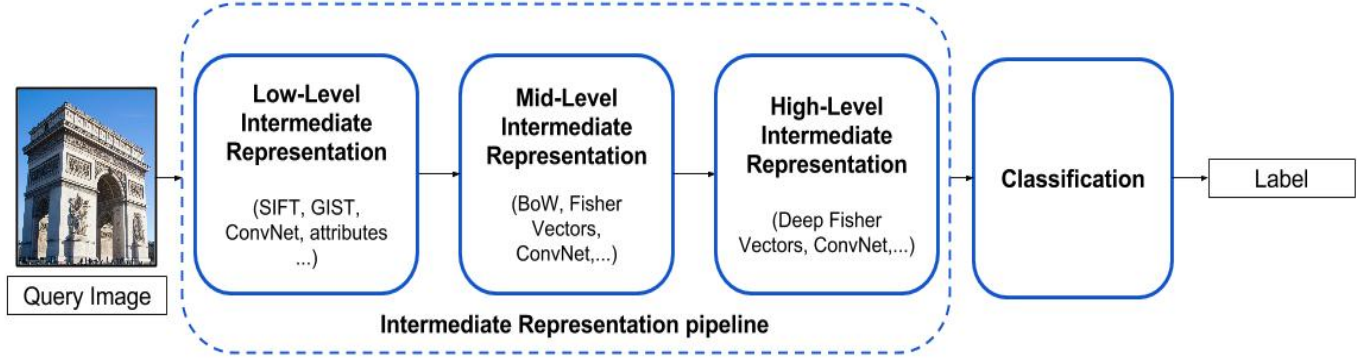 Query Image
Low-Level
Intermediate
Representation
(SIFT, GIST,
ConvNet, attributes
...)
Mid-Level
Intermediate
Representation
(BoW, Fisher
Vectors,
ConvNet,...)
High-Level
Intermediate
Representation
(Deep Fisher
Vectors, ConvNet,...)
Intermediate Representation pipeline
Classification
Label